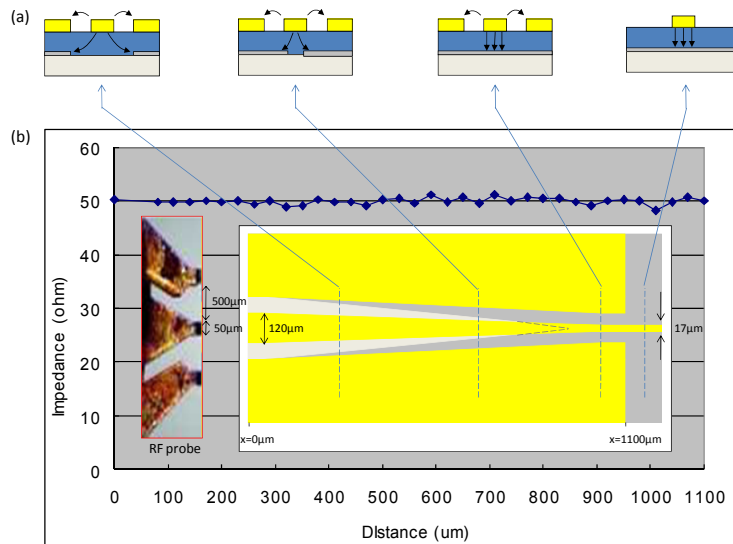 (a)
(b)
60
50
40
30
20
10
0
Impedance (ohm)
500µm
50µm
RF probe
120µm
17µm
x=0µm
x=1100µm
0 100 200 300 400 500 600 700 800 900 1000 1100
Distance (um)